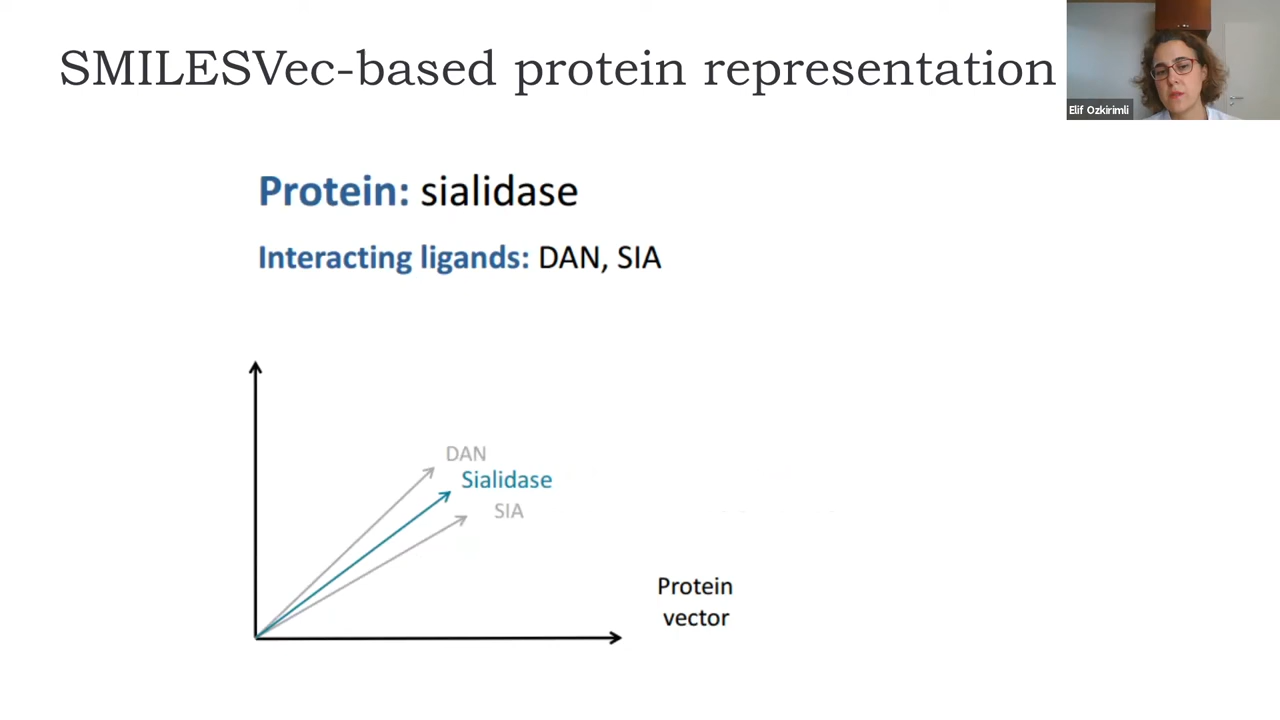 SMILESVec-based protein representation
Elif Ozkirimli
Protein: sialidase
Interacting ligands: DAN, SIA
DAN
Sialidase
SIA
Protein
vector